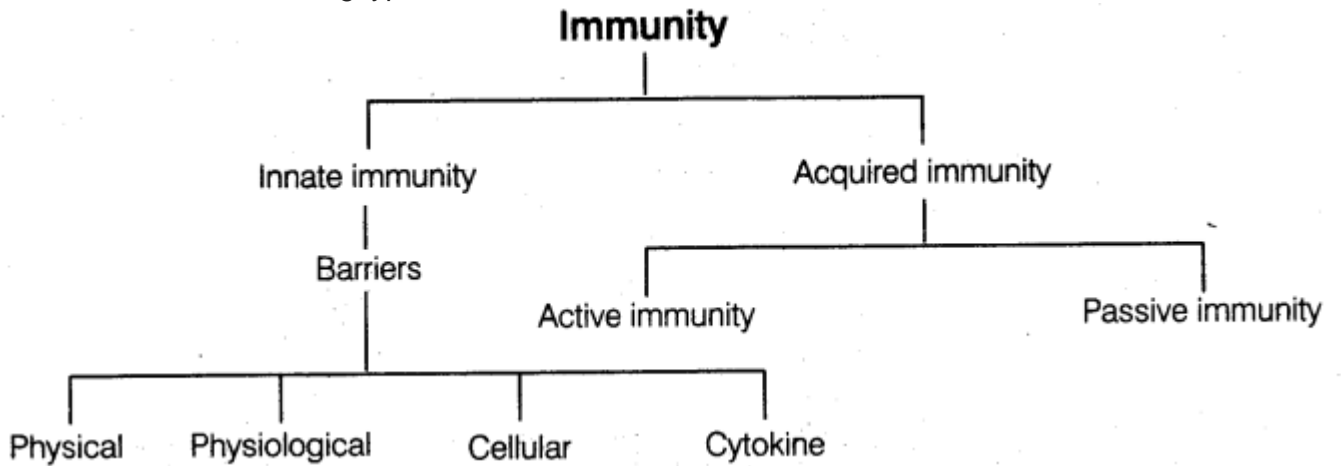 Immunity
Innate immunity
Acquired immunity
Barriers
Active immunity
Passive immunity
Physical
Physiological
Cellular
Cytokine